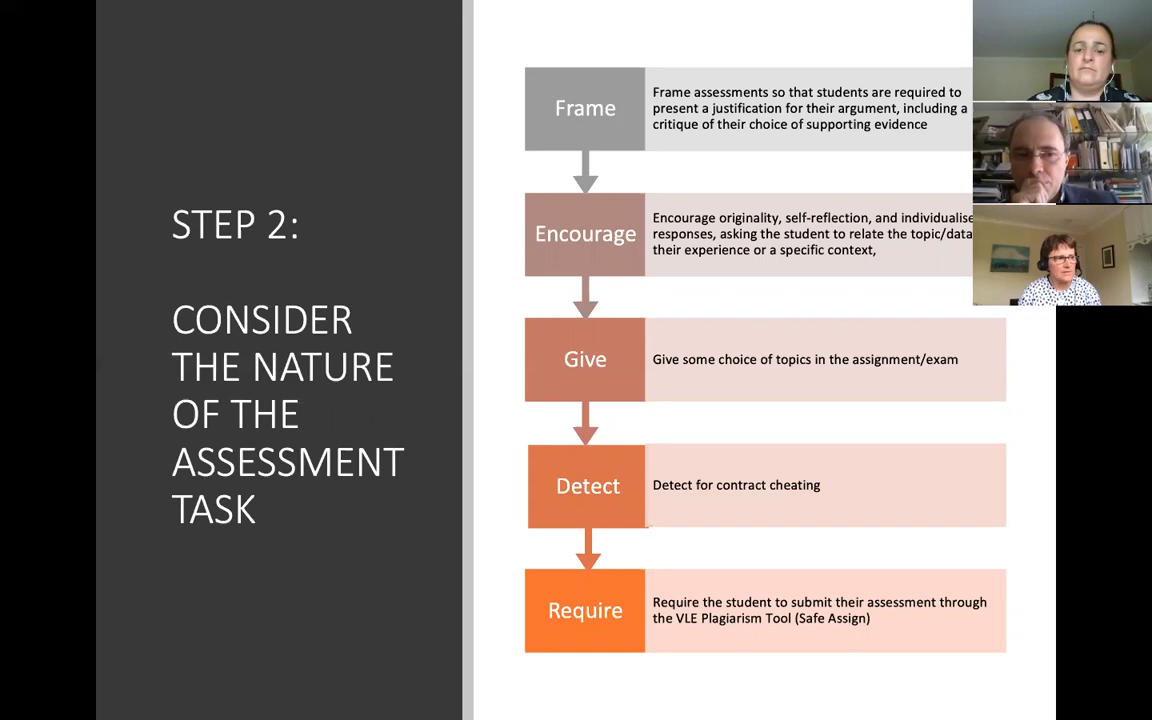 STEP 2:
CONSIDER
THE NATURE
OF THE
ASSESSMENT
TASK
Frame
Frame assessments so that students are required to
present a justification for their argument, including a
critique of their choice of supporting evidence
Encourage
Encourage originality, self-reflection, and individualise
responses, asking the student to relate the topic/data
their experience or a specific context,
Give
Give some choice of topics in the assignment/exam
Detect
Detect for contract cheating
Require
Require the student to submit their assessment through
the VLE Plagiarism Tool (Safe Assign)